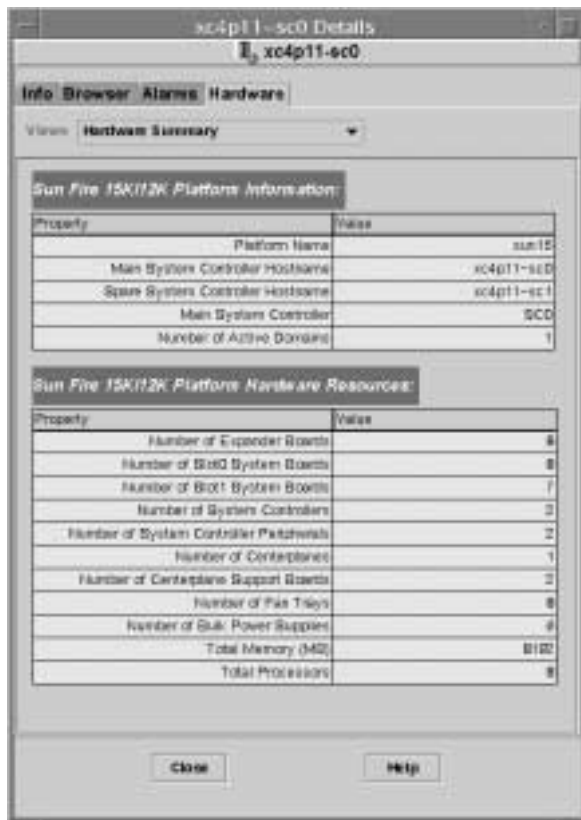 xc4p11-sc0 Details
xc4p11-sc0
Info Browser Alarms Hardware
Views Hardware Summary
Sun Fire 15K/12K Platform Information:
Property Value
Platform Name sun15
Main System Controller Hostname xc4p11-sc0
Spare System Controller Hostname xc4p11-sc1
Main System Controller SC0
Number of Active Domains 1
Sun Fire 15K/12K Platform Hardware Resources:
Property Value
Number of Expander Boards
Number of Slot0 System Boards
Number of Slot1 System Boards 7
Number of System Controllers 2
Number of System Controller Peripherals 2
Number of Centerplanes 1
Number of Centerplane Support Boards 2
Number of Fan Trays
Number of Bulk Power Supplies
Total Memory (MB) 8192
Total Processors
Close Help